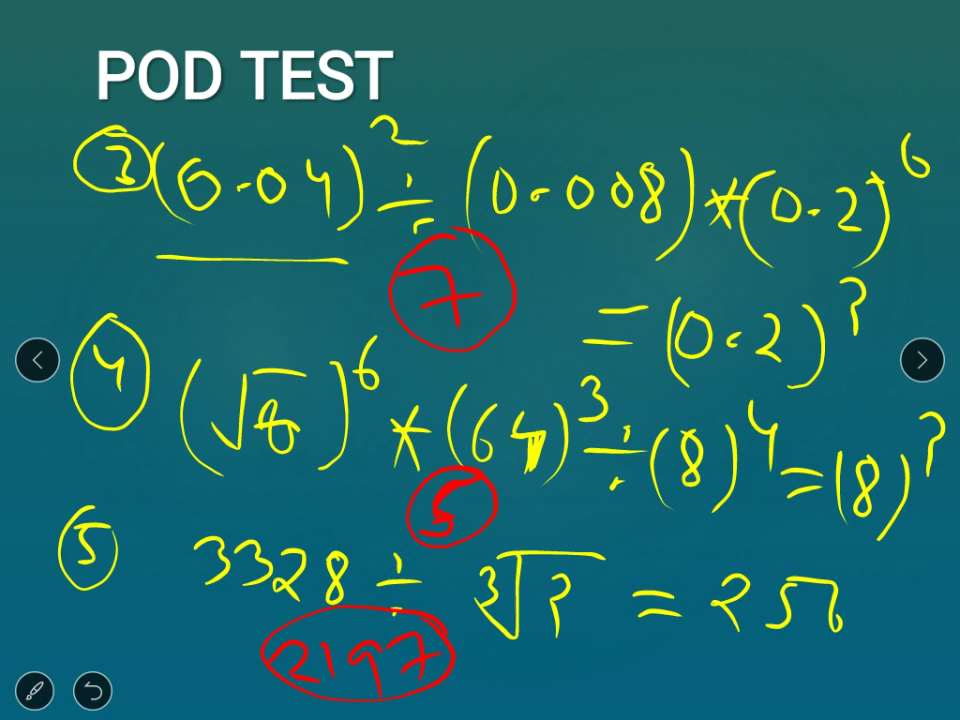 POD TEST
③ (0.04)² ÷ (0.008) * (0.2)⁶
7
= (0.2)^?
④ (√8)⁶ * (64)³ ÷ (8)⁴ = (8)^?
5
⑤ 3328 ÷ ∛? = 256
2197